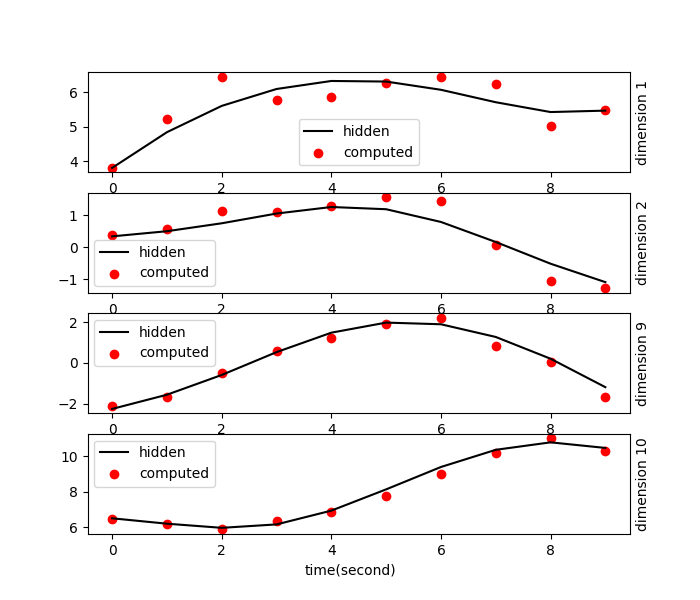 6
5
4
0 2 4 6 8
hidden
computed
dimension 1
1
0
−1
0 2 4 6 8
hidden
computed
dimension 2
2
0
−2
0 2 4 6 8
hidden
computed
dimension 9
10
8
6
0 2 4 6 8
hidden
computed
dimension 10
time(second)